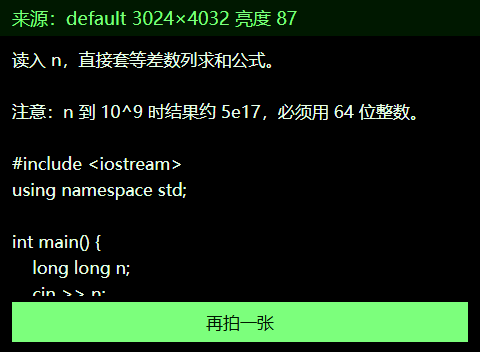 来源：default 3024×4032 亮度 87
读入 n，直接套等差数列求和公式。
注意：n 到 10^9 时结果约 5e17，必须用 64 位整数。
#include <iostream>
using namespace std;
int main() {
    long long n;
    cin >> n;
再拍一张